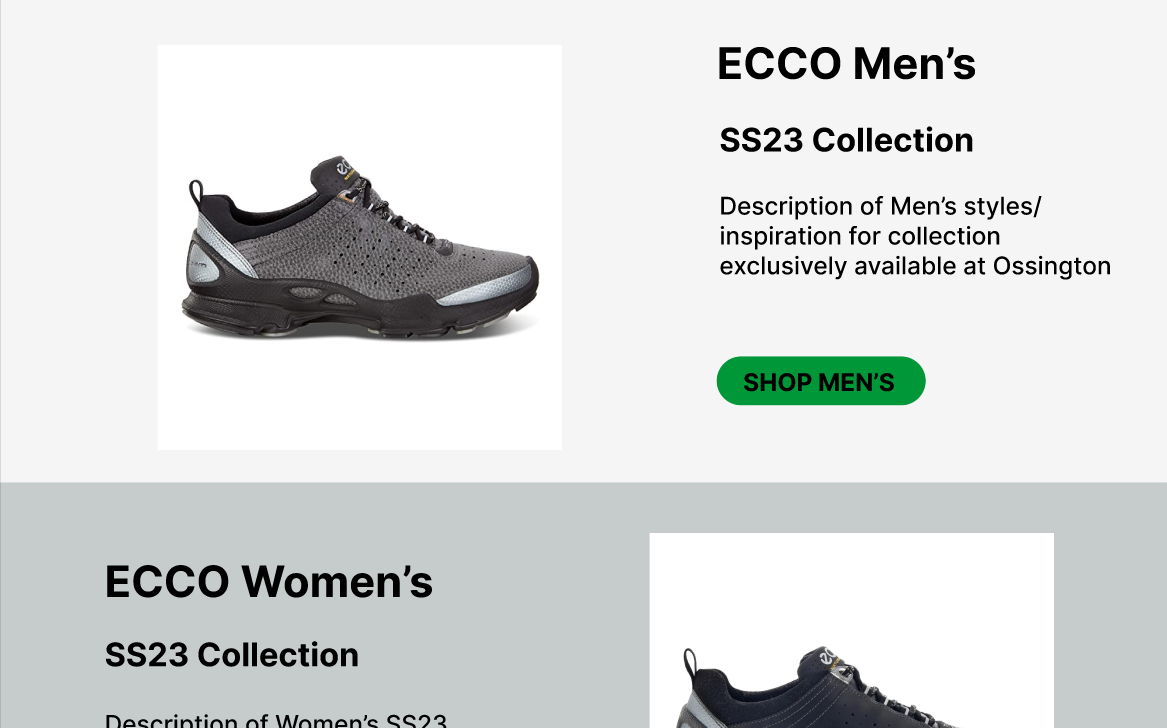 ECCO Men’s
SS23 Collection
Description of Men’s styles/
inspiration for collection
exclusively available at Ossington
SHOP MEN’S
ECCO Women’s
SS23 Collection
Description of Women’s SS23